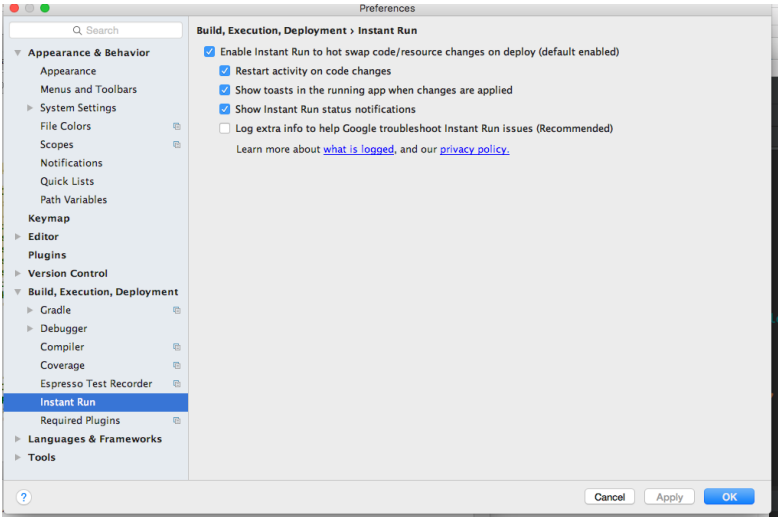 Preferences
Search
Build, Execution, Deployment › Instant Run
Appearance & Behavior
Appearance
Menus and Toolbars
System Settings
File Colors
Scopes
Notifications
Quick Lists
Path Variables
Keymap
Editor
Plugins
Version Control
Build, Execution, Deployment
Gradle
Debugger
Compiler
Coverage
Espresso Test Recorder
Instant Run
Required Plugins
Languages & Frameworks
Tools
Enable Instant Run to hot swap code/resource changes on deploy (default enabled)
Restart activity on code changes
Show toasts in the running app when changes are applied
Show Instant Run status notifications
Log extra info to help Google troubleshoot Instant Run issues (Recommended)
Learn more about what is logged, and our privacy policy.
?
Cancel
Apply
OK